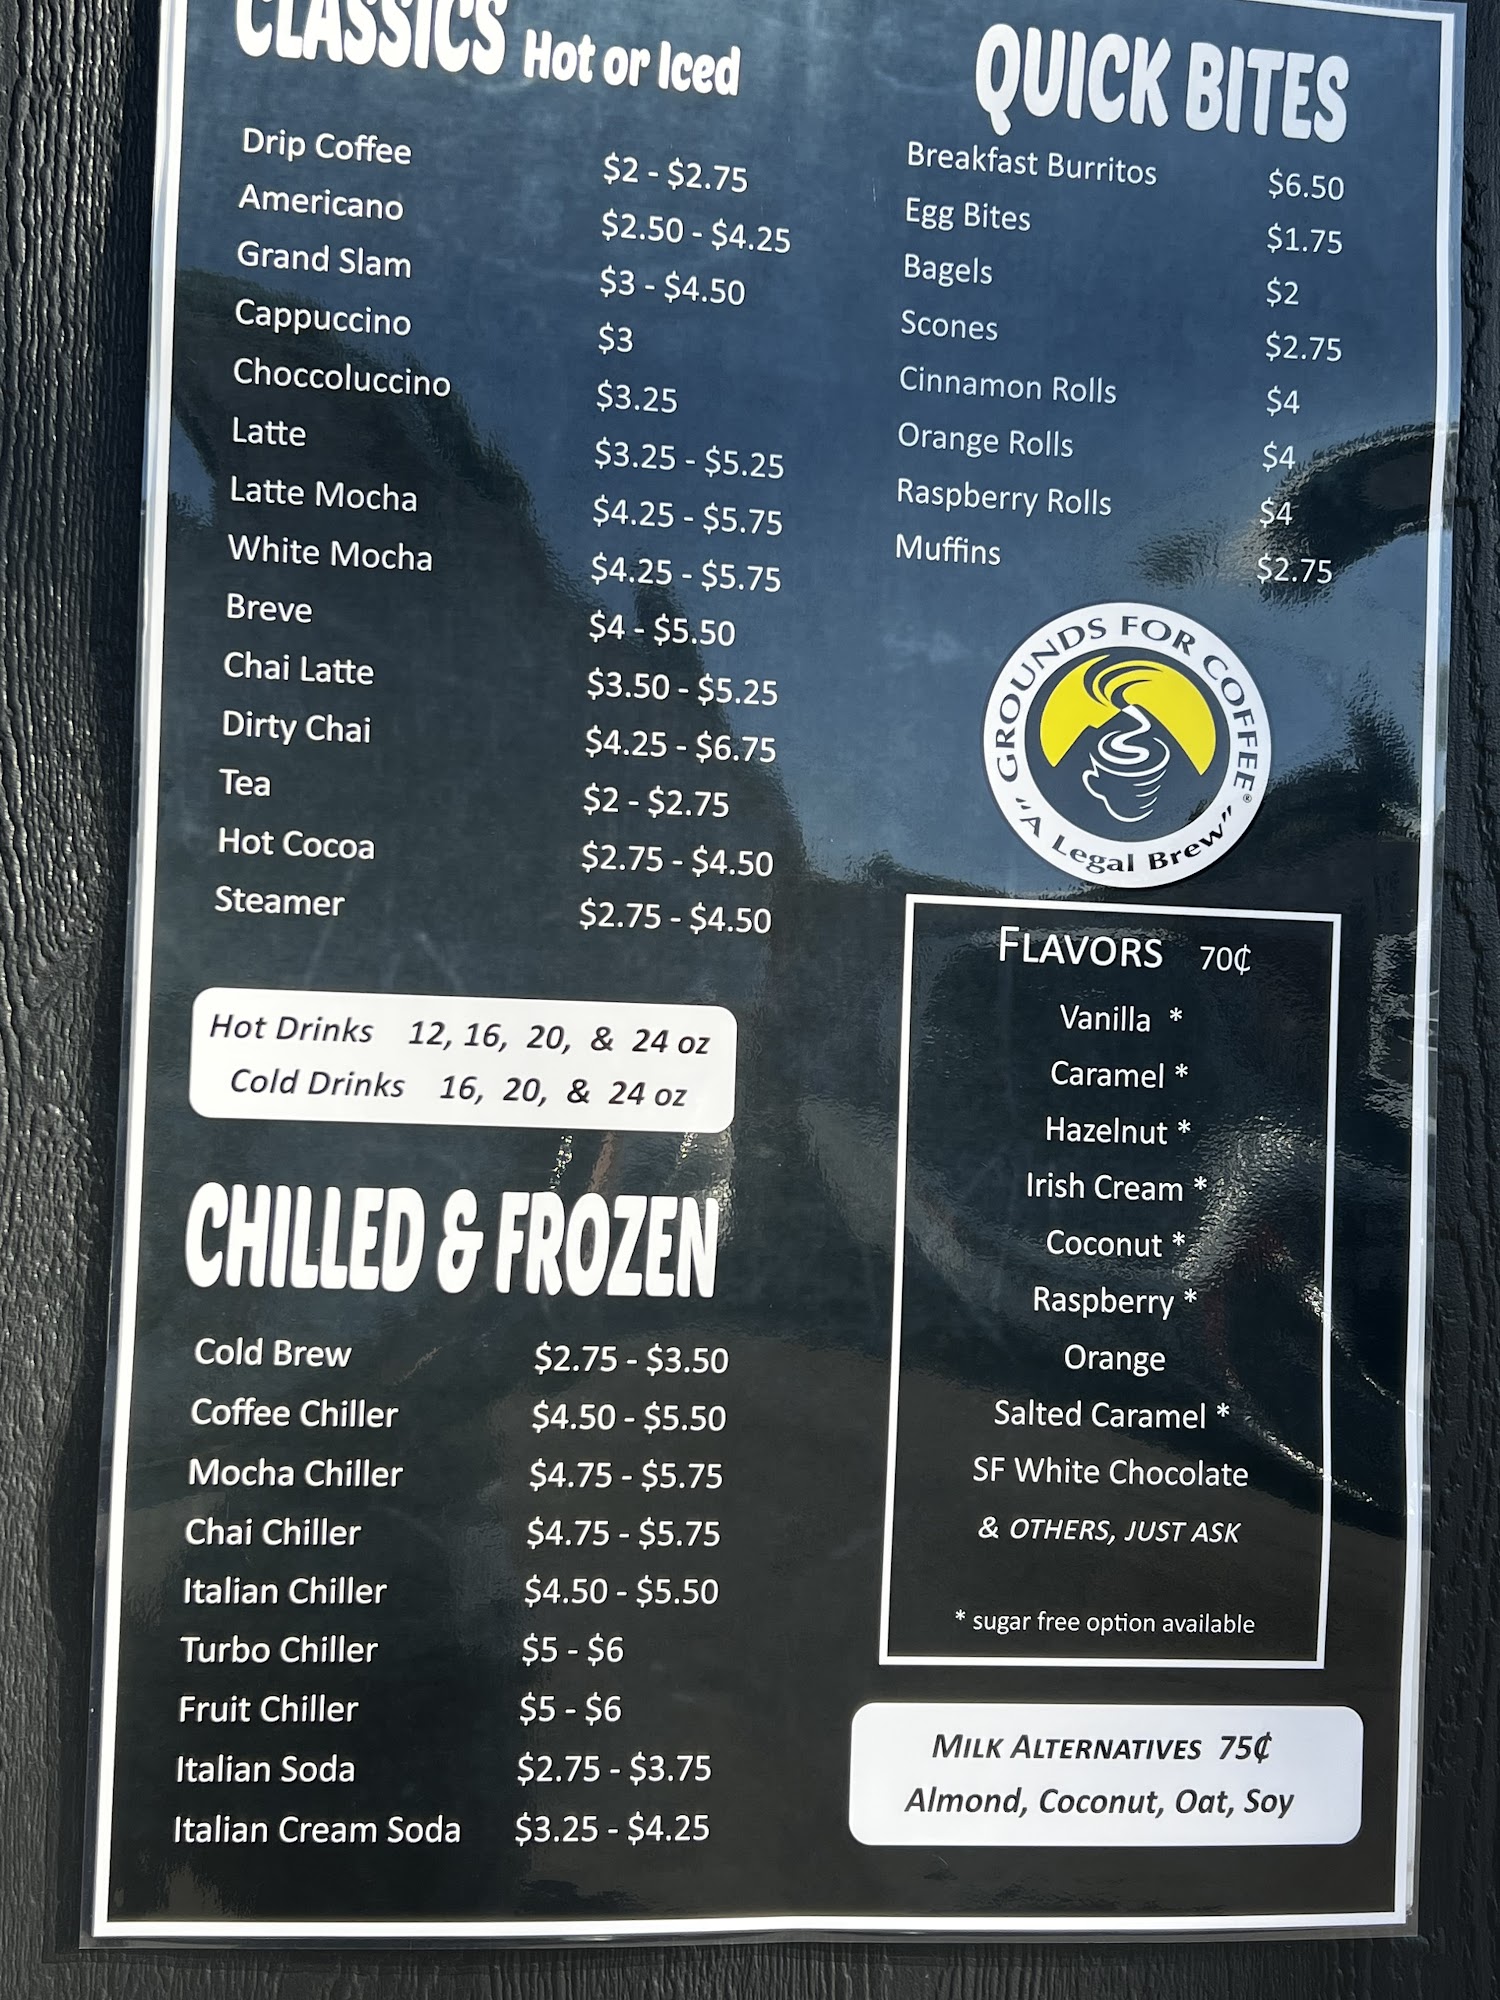 CLASSICS Hot or Iced
Drip Coffee $2 - $2.75
Americano $2.50 - $4.25
Grand Slam $3 - $4.50
Cappuccino $3
Choccoluccino $3.25
Latte $3.25 - $5.25
Latte Mocha $4.25 - $5.75
White Mocha $4.25 - $5.75
Breve $4 - $5.50
Chai Latte $3.50 - $5.25
Dirty Chai $4.25 - $6.75
Tea $2 - $2.75
Hot Cocoa $2.75 - $4.50
Steamer $2.75 - $4.50
Hot Drinks 12, 16, 20, & 24 oz
Cold Drinks 16, 20, & 24 oz
CHILLED & FROZEN
Cold Brew $2.75 - $3.50
Coffee Chiller $4.50 - $5.50
Mocha Chiller $4.75 - $5.75
Chai Chiller $4.75 - $5.75
Italian Chiller $4.50 - $5.50
Turbo Chiller $5 - $6
Fruit Chiller $5 - $6
Italian Soda $2.75 - $3.75
Italian Cream Soda $3.25 - $4.25
QUICK BITES
Breakfast Burritos $6.50
Egg Bites $1.75
Bagels $2
Scones $2.75
Cinnamon Rolls $4
Orange Rolls $4
Raspberry Rolls $4
Muffins $2.75
GROUNDS FOR COFFEE®
"A Legal Brew"
FLAVORS 70¢
Vanilla *
Caramel *
Hazelnut *
Irish Cream *
Coconut *
Raspberry *
Orange
Salted Caramel *
SF White Chocolate
& OTHERS, JUST ASK
* sugar free option available
MILK ALTERNATIVES 75¢
Almond, Coconut, Oat, Soy